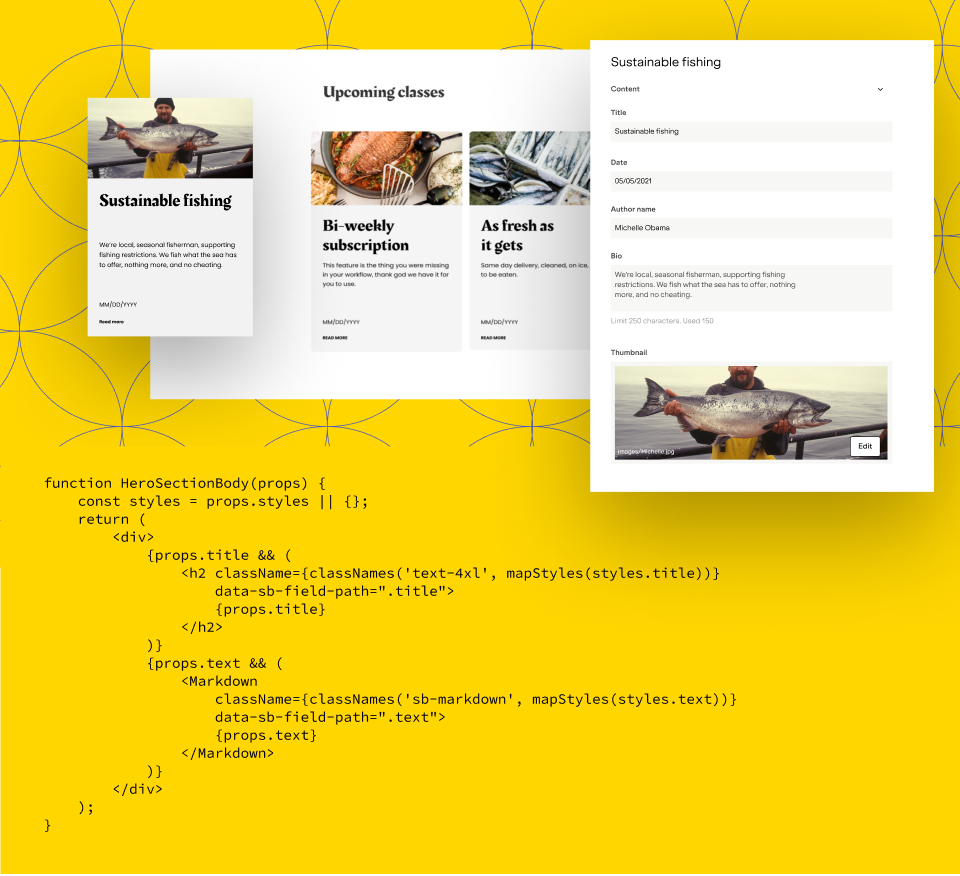 Sustainable fishing
We're local, seasonal fisherman, supporting
fishing restrictions. We fish what the sea has
to offer, nothing more, and no cheating.
MM/DD/YYYY
Read more
Upcoming classes
Bi-weekly
subscription
This feature is the thing you were missing
in your workflow, thank god we have it for
you to use.
MM/DD/YYYY
READ MORE
As fresh as
it gets
Same day delivery, cleaned, on ice,
to be eaten.
MM/DD/YYYY
READ MORE
Sustainable fishing
Content
Title
Sustainable fishing
Date
05/05/2021
Author name
Michelle Obama
Bio
We're local, seasonal fisherman, supporting fishing
restrictions. We fish what the sea has to offer, nothing
more, and no cheating.
Limit 250 characters. Used 150
Thumbnail
images/Michelle.jpg
Edit
function HeroSectionBody(props) {
    const styles = props.styles || {};
    return (
        <div>
            {props.title && (
                <h2 className={classNames('text-4xl', mapStyles(styles.title))}
                    data-sb-field-path=".title">
                    {props.title}
                </h2>
            )}
            {props.text && (
                <Markdown
                    className={classNames('sb-markdown', mapStyles(styles.text))}
                    data-sb-field-path=".text">
                    {props.text}
                </Markdown>
            )}
        </div>
    );
}